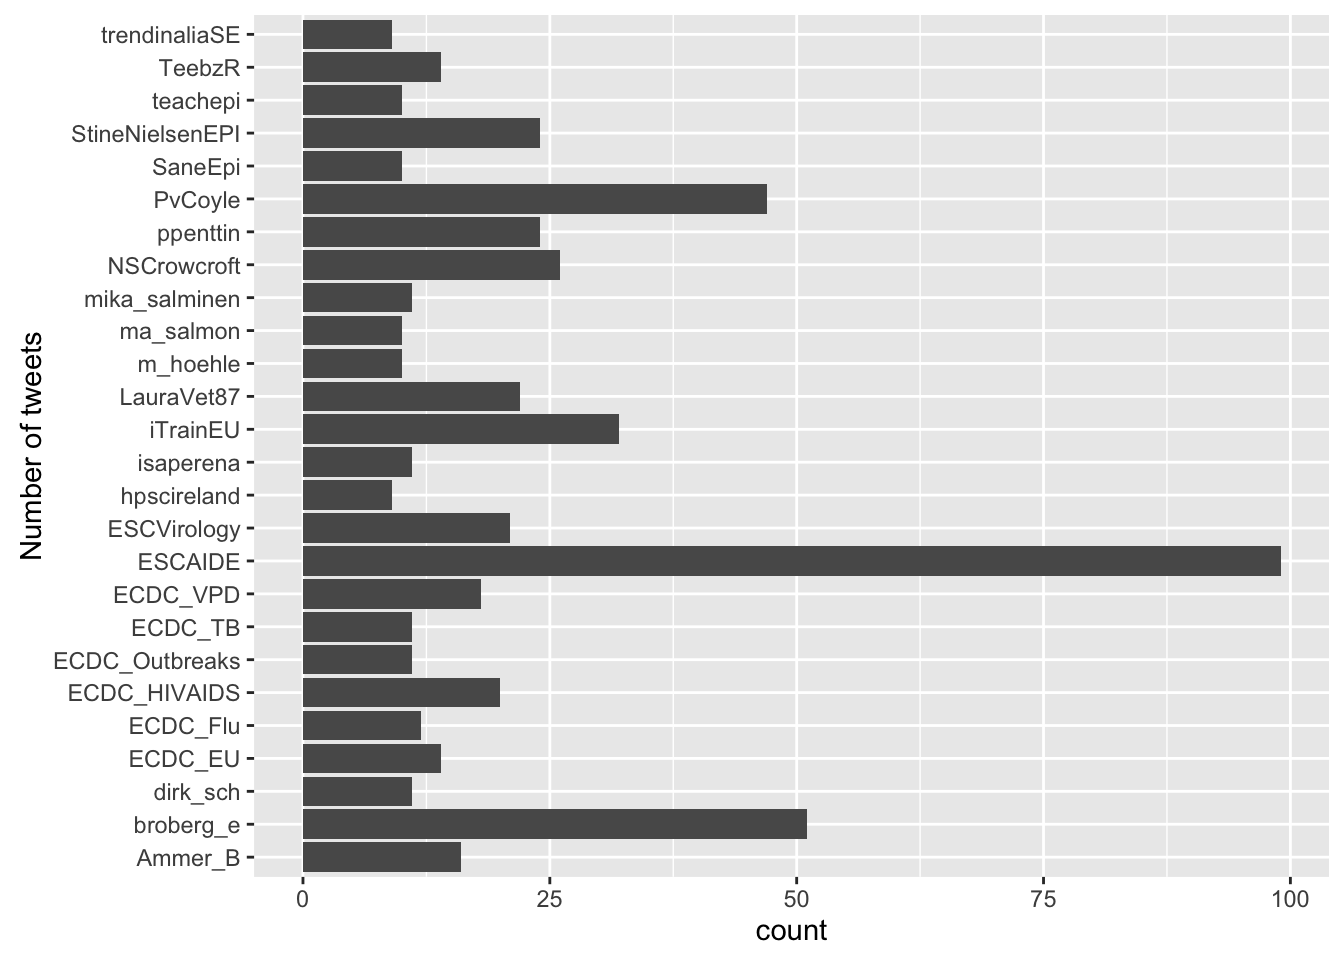 trendinaliaSE
TeebzR
teachepi
StineNielsenEPI
SaneEpi
PvCoyle
ppenttin
NSCrowcroft
mika_salminen
ma_salmon
m_hoehle
LauraVet87
iTrainEU
isaperena
hpscireland
ESCVirology
ESCAIDE
ECDC_VPD
ECDC_TB
ECDC_Outbreaks
ECDC_HIVAIDS
ECDC_Flu
ECDC_EU
dirk_sch
broberg_e
Ammer_B
Number of tweets
0 25 50 75 100
count